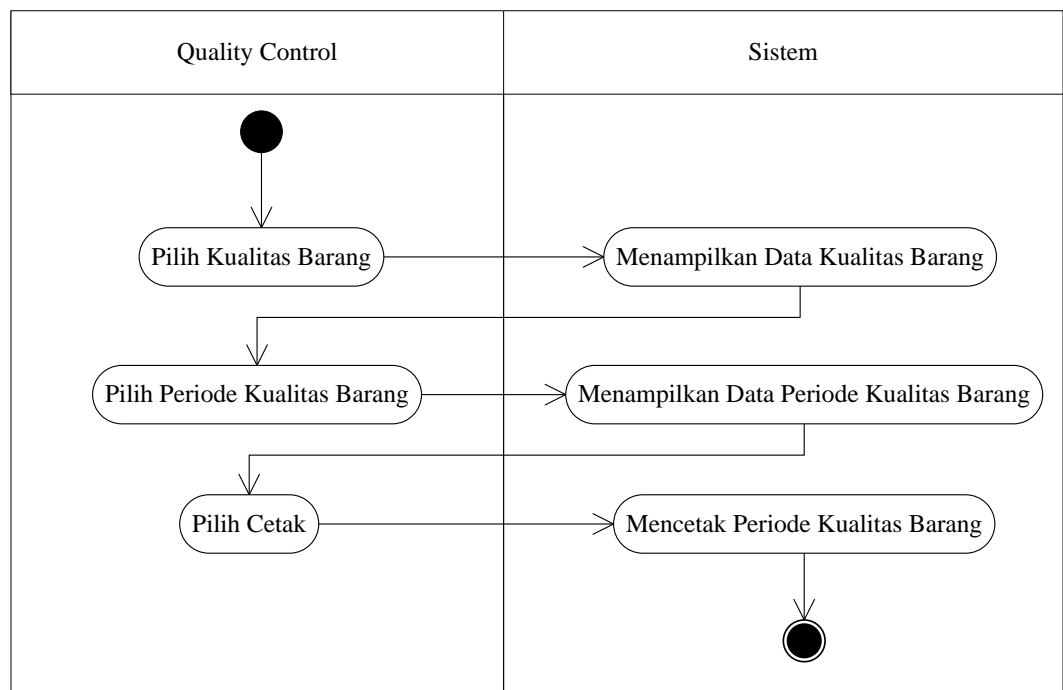 Quality Control
Sistem
Pilih Kualitas Barang
Menampilkan Data Kualitas Barang
Pilih Periode Kualitas Barang
Menampilkan Data Periode Kualitas Barang
Pilih Cetak
Mencetak Periode Kualitas Barang